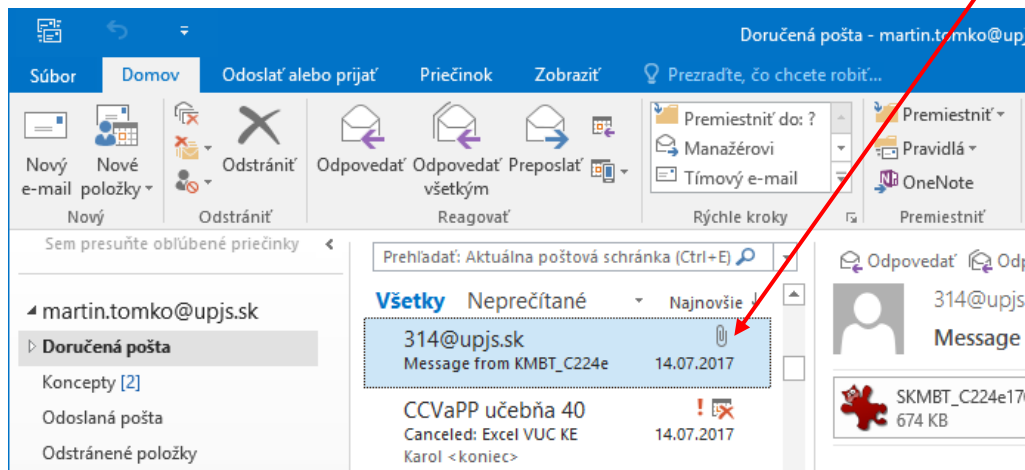 Doručená pošta - martin.tomko@upj
Súbor Domov Odoslať alebo prijať Priečinok Zobraziť Prezraďte, čo chcete robiť...
Nový e-mail
Nové položky
Odstrániť
Odpovedať
Odpovedať všetkým
Preposlať
Premiestniť do: ?
Manažérovi
Tímový e-mail
Premiestniť
Pravidlá
OneNote
Nový Odstrániť Reagovať Rýchle kroky Premiestniť
Sem presuňte obľúbené priečinky
martin.tomko@upjs.sk
Doručená pošta
Koncepty [2]
Odoslaná pošta
Odstránené položky
Prehľadať: Aktuálna poštová schránka (Ctrl+E)
Všetky Neprečítané Najnovšie
314@upjs.sk
Message from KMBT_C224e 14.07.2017
CCVaPP učebňa 40
Canceled: Excel VUC KE 14.07.2017
Karol <koniec>
Odpovedať Odp
314@upjs
Message
SKMBT_C224e17
674 KB